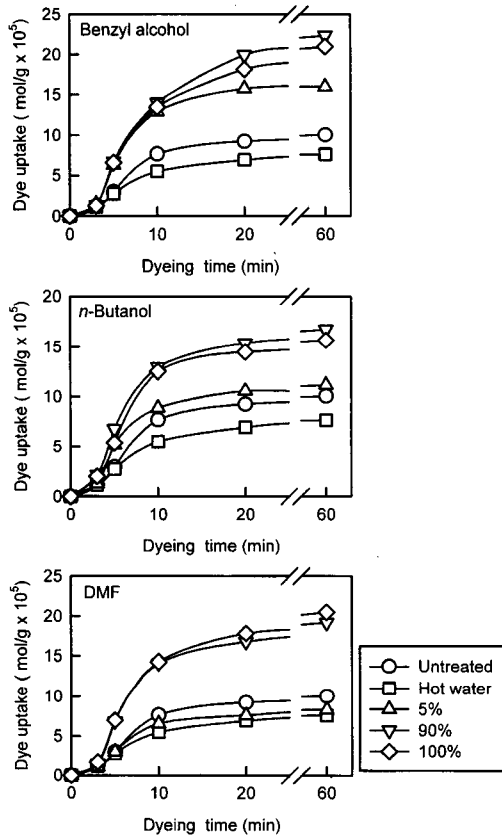 Benzyl alcohol
Dye uptake ( mol/g x 10⁵)
25
20
15
10
5
0
0 10 20 60
Dyeing time (min)
n-Butanol
Dye uptake ( mol/g x 10⁵)
20
15
10
5
0
0 10 20 60
Dyeing time (min)
DMF
Dye uptake ( mol/g x 10⁵)
25
20
15
10
5
0
0 10 20 60
Dyeing time (min)
Untreated
Hot water
5%
90%
100%